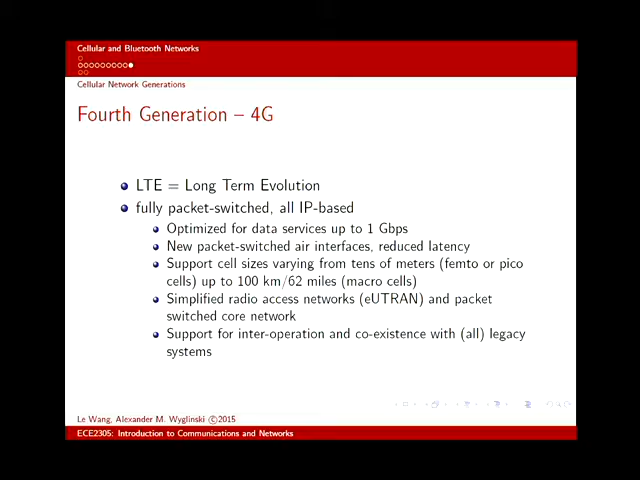 Cellular and Bluetooth Networks
Cellular Network Generations
Fourth Generation – 4G
LTE = Long Term Evolution
fully packet-switched, all IP-based
Optimized for data services up to 1 Gbps
New packet-switched air interfaces, reduced latency
Support cell sizes varying from tens of meters (femto or pico
cells) up to 100 km/62 miles (macro cells)
Simplified radio access networks (eUTRAN) and packet
switched core network
Support for inter-operation and co-existence with (all) legacy
systems
Le Wang, Alexander M. Wyglinski ©2015
ECE2305: Introduction to Communications and Networks